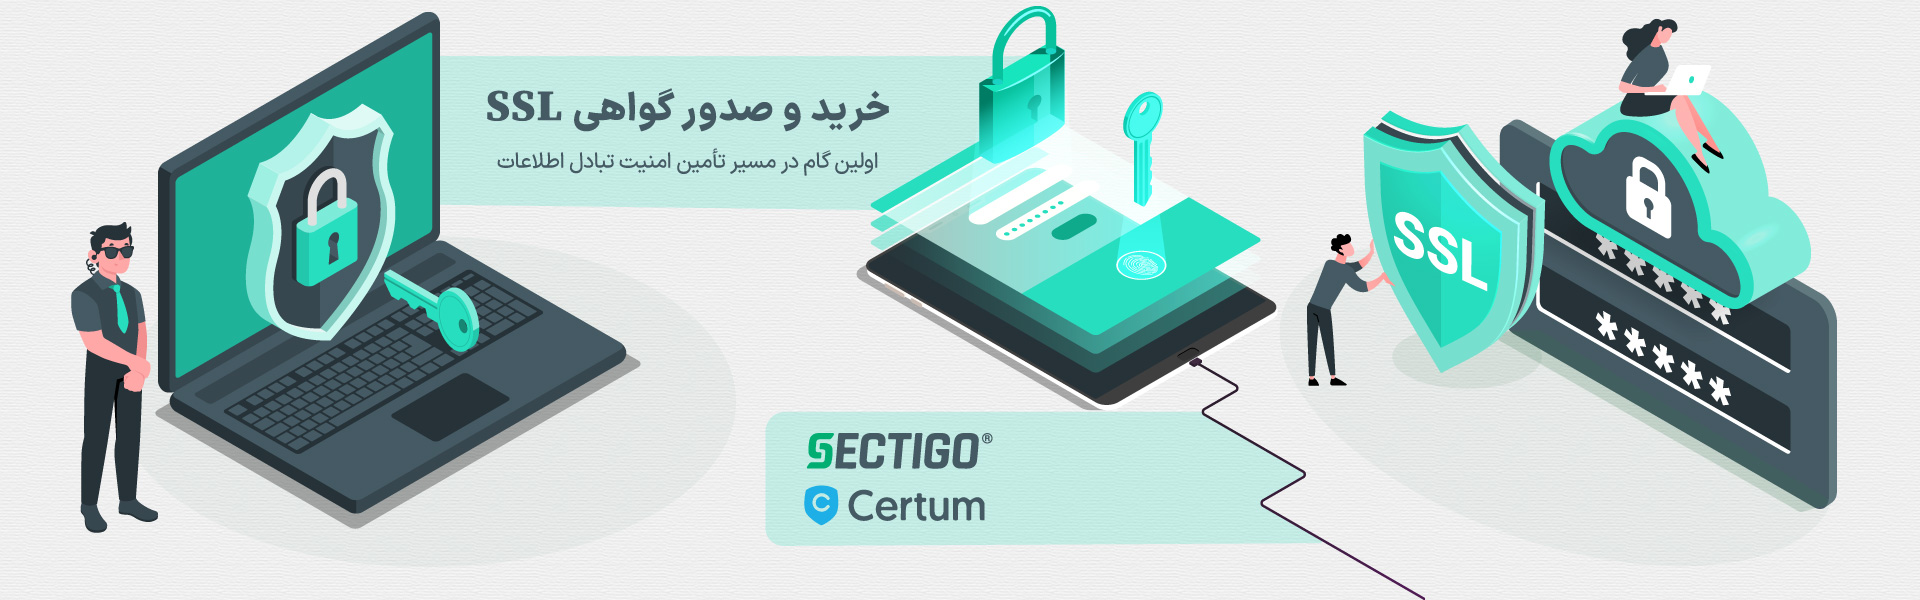 خرید و صدور گواهی SSL
اولین گام در مسیر تأمین امنیت تبادل اطلاعات
SSL
*****
*****
SECTIGO®
C Certum